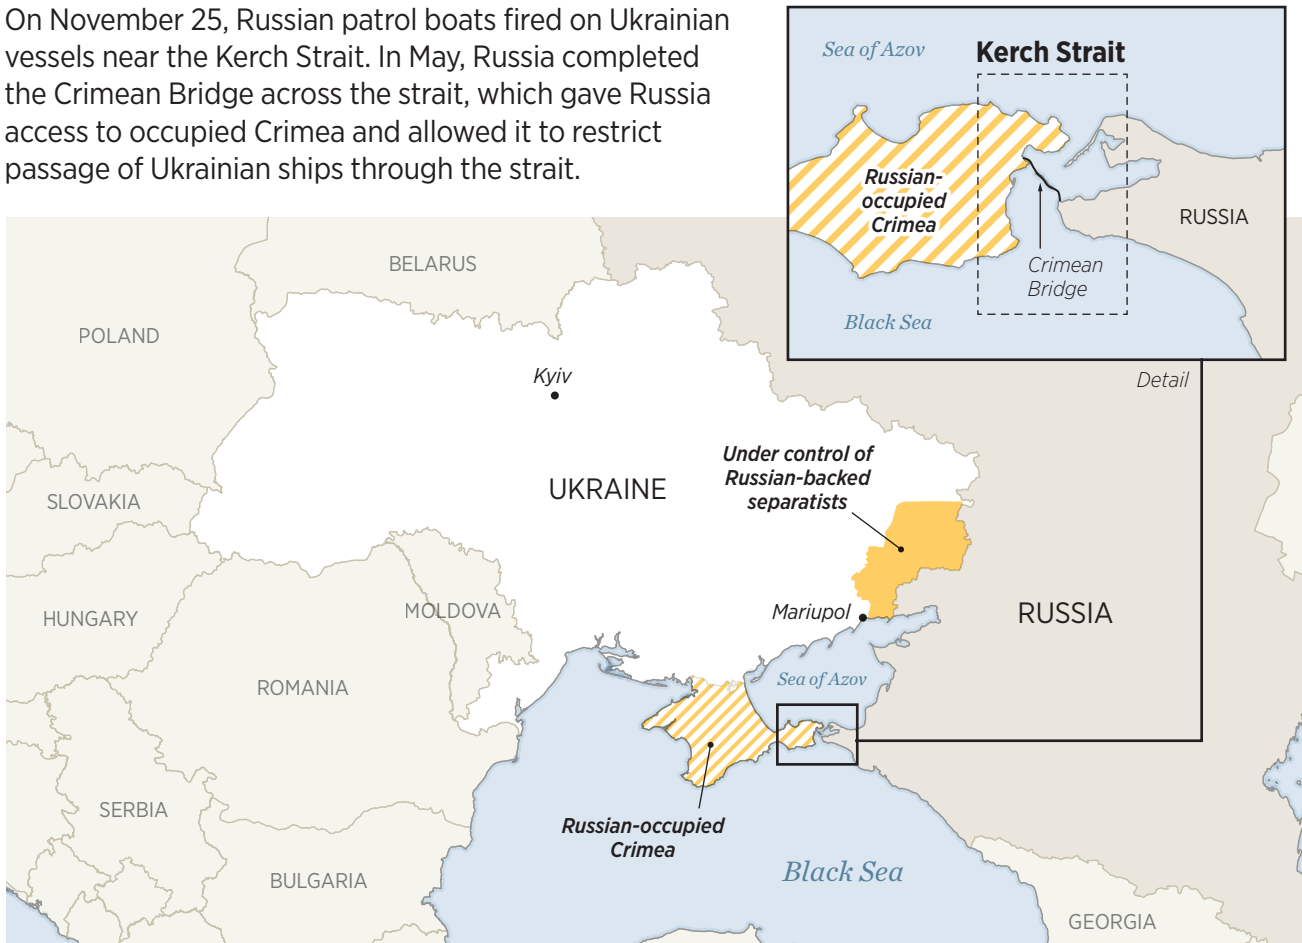 On November 25, Russian patrol boats fired on Ukrainian
vessels near the Kerch Strait. In May, Russia completed
the Crimean Bridge across the strait, which gave Russia
access to occupied Crimea and allowed it to restrict
passage of Ukrainian ships through the strait.
Sea of Azov
Kerch Strait
Russian-
occupied
Crimea
RUSSIA
Crimean
Bridge
Black Sea
Detail
BELARUS
POLAND
Kyiv
UKRAINE
Under control of
Russian-backed
separatists
SLOVAKIA
HUNGARY
MOLDOVA
Mariupol
RUSSIA
ROMANIA
Sea of Azov
SERBIA
Russian-occupied
Crimea
Black Sea
BULGARIA
GEORGIA